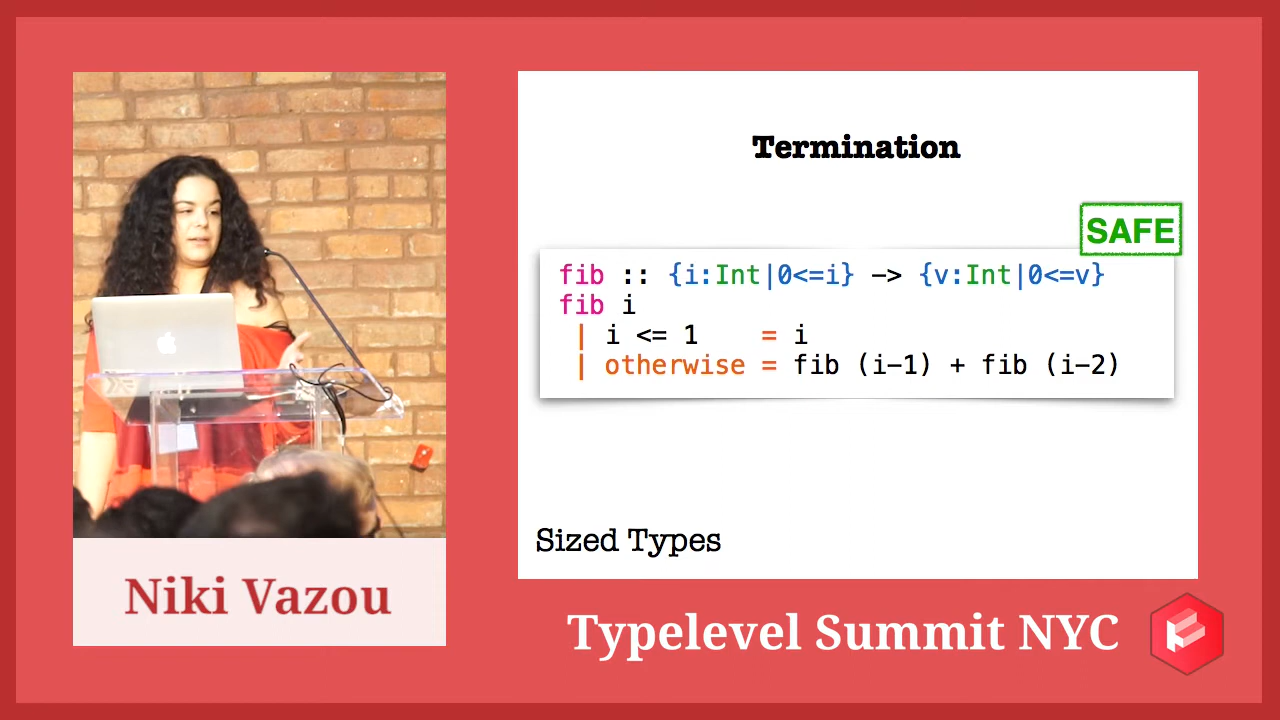 Termination
SAFE
fib :: {i:Int|0<=i} -> {v:Int|0<=v}
fib i
| i <= 1 = i
| otherwise = fib (i-1) + fib (i-2)
Sized Types
Niki Vazou
Typelevel Summit NYC